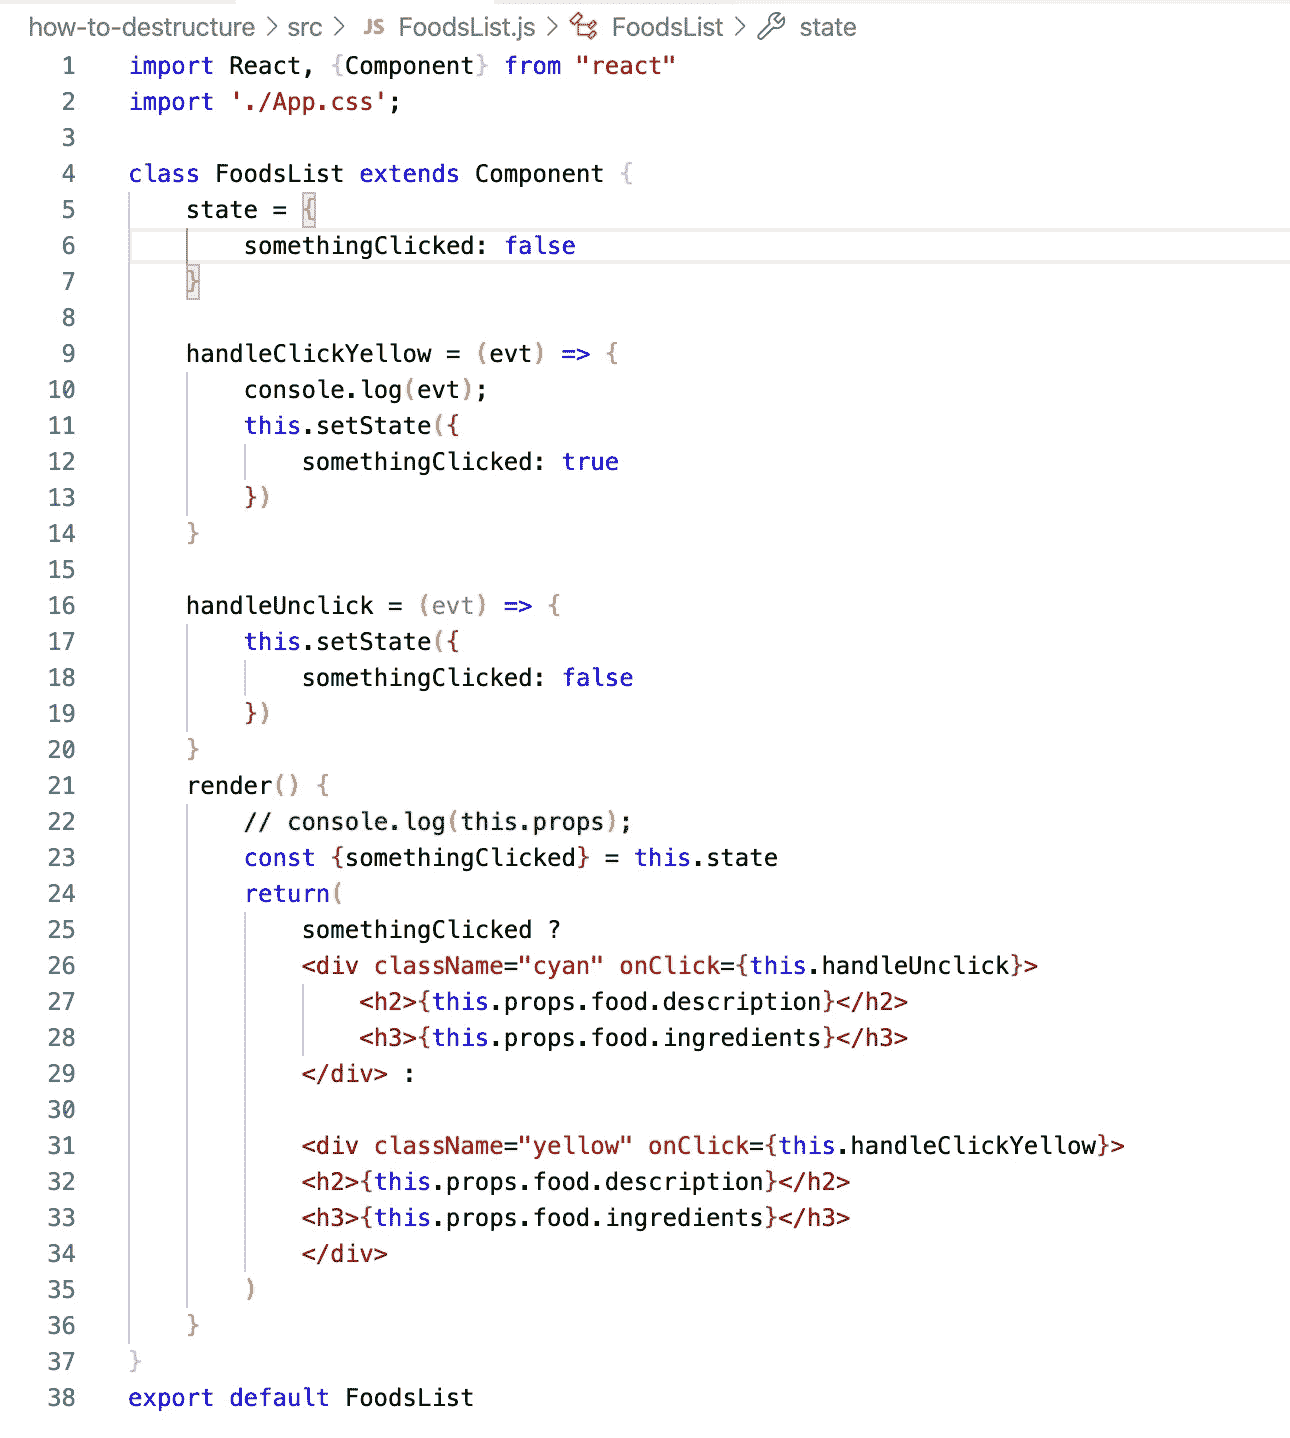 how-to-destructure > src > JS FoodsList.js > FoodsList > state
1 import React, {Component} from "react"
2 import './App.css';
3
4 class FoodsList extends Component {
5     state = {
6         somethingClicked: false
7     }
8
9     handleClickYellow = (evt) => {
10         console.log(evt);
11         this.setState({
12             somethingClicked: true
13         })
14     }
15
16     handleUnclick = (evt) => {
17         this.setState({
18             somethingClicked: false
19         })
20     }
21     render() {
22         // console.log(this.props);
23         const {somethingClicked} = this.state
24         return(
25             somethingClicked ?
26             <div className="cyan" onClick={this.handleUnclick}>
27                 <h2>{this.props.food.description}</h2>
28                 <h3>{this.props.food.ingredients}</h3>
29             </div> :
30
31             <div className="yellow" onClick={this.handleClickYellow}>
32             <h2>{this.props.food.description}</h2>
33             <h3>{this.props.food.ingredients}</h3>
34             </div>
35         )
36     }
37 }
38 export default FoodsList